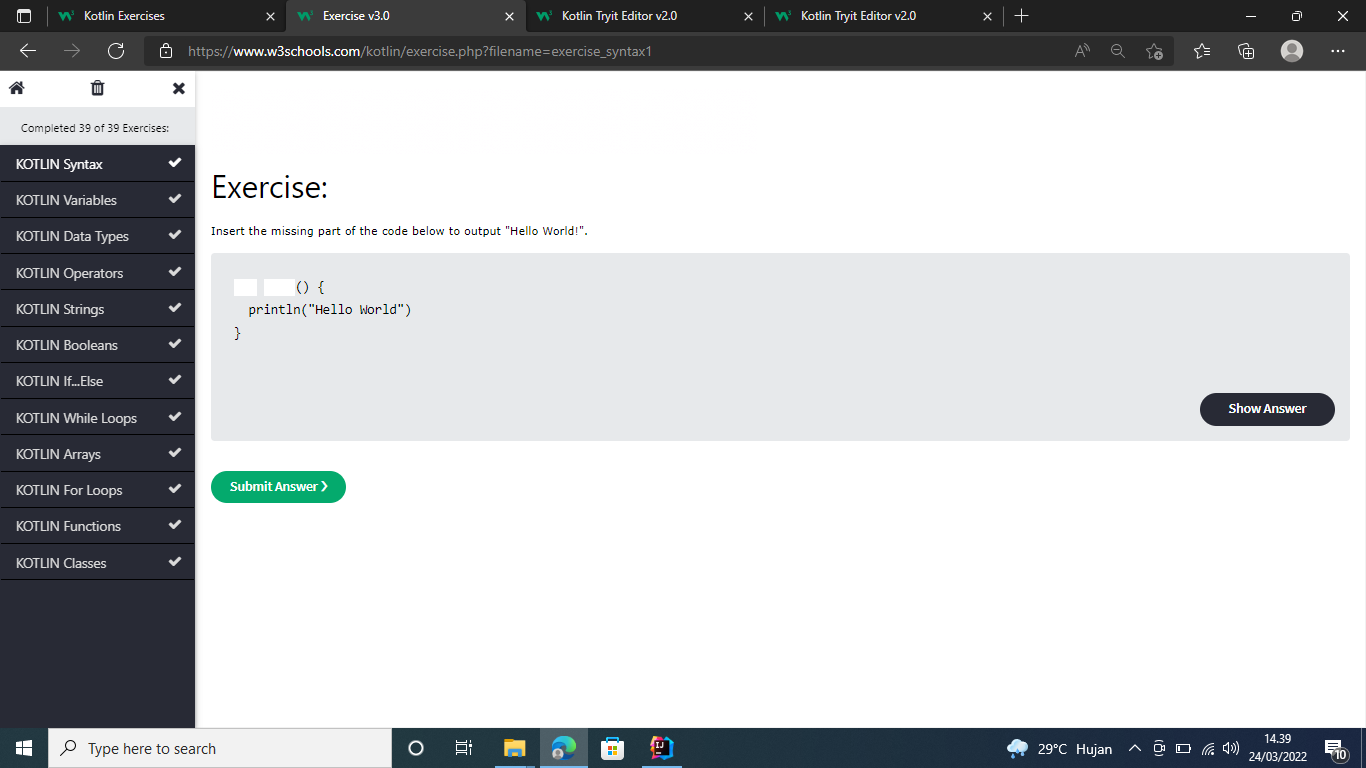 Kotlin Exercises
Exercise v3.0
Kotlin Tryit Editor v2.0
Kotlin Tryit Editor v2.0
https://www.w3schools.com/kotlin/exercise.php?filename=exercise_syntax1
Completed 39 of 39 Exercises:
KOTLIN Syntax
KOTLIN Variables
KOTLIN Data Types
KOTLIN Operators
KOTLIN Strings
KOTLIN Booleans
KOTLIN If...Else
KOTLIN While Loops
KOTLIN Arrays
KOTLIN For Loops
KOTLIN Functions
KOTLIN Classes
Exercise:
Insert the missing part of the code below to output "Hello World!".
() {
println("Hello World")
}
Show Answer
Submit Answer ❯
Type here to search
29°C Hujan
14.39
24/03/2022
10